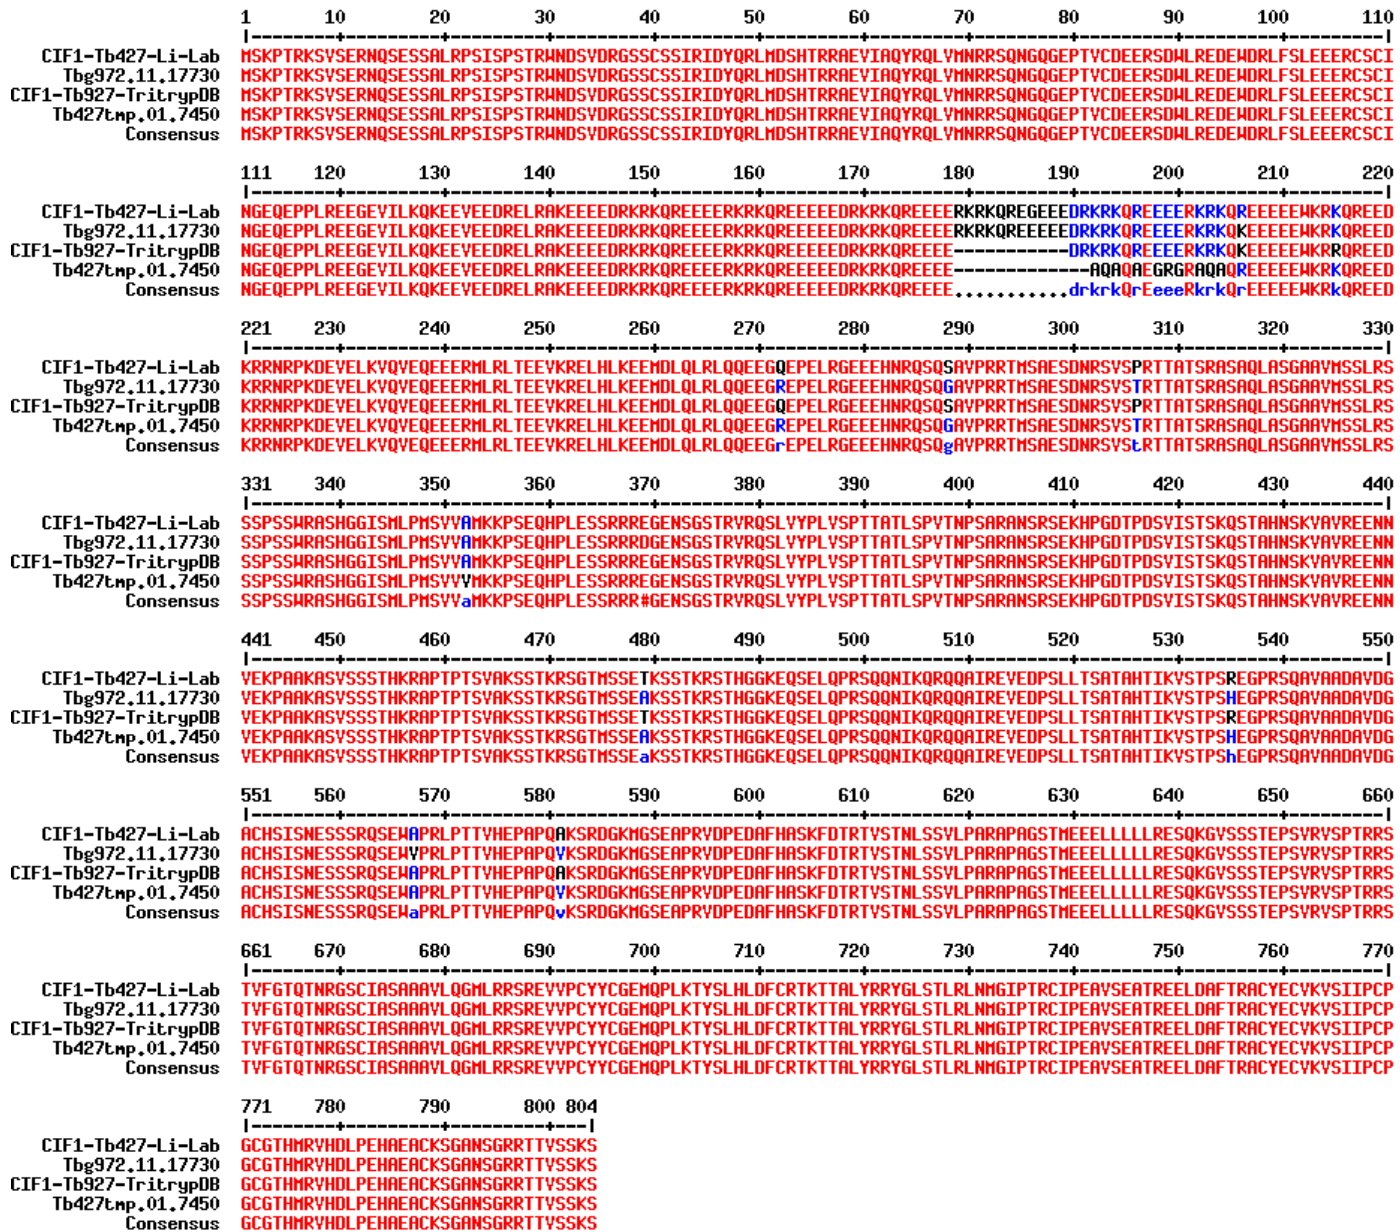 1 10 20 30 40 50 60 70 80 90 100 110
|---------+---------+---------+---------+---------+---------+---------+---------+---------+---------+---------|
CIF1-Tb427-Li-Lab MSKPTRKSVSERNQSESSALRPSISPSTRWNDSVDRGSSCSSIRIDYQRLMDSHTRRAEVIAQYRQLVMNRRSQNGQGEPTVCDEERSDWLREDEWDRLFSLEEERCSCI
Tbg972.11.17730 MSKPTRKSVSERNQSESSALRPSISPSTRWNDSVDRGSSCSSIRIDYQRLMDSHTRRAEVIAQYRQLVMNRRSQNGQGEPTVCDEERSDWLREDEWDRLFSLEEERCSCI
CIF1-Tb927-TritrypDB MSKPTRKSVSERNQSESSALRPSISPSTRWNDSVDRGSSCSSIRIDYQRLMDSHTRRAEVIAQYRQLVMNRRSQNGQGEPTVCDEERSDWLREDEWDRLFSLEEERCSCI
Tb427tmp.01.7450 MSKPTRKSVSERNQSESSALRPSISPSTRWNDSVDRGSSCSSIRIDYQRLMDSHTRRAEVIAQYRQLVMNRRSQNGQGEPTVCDEERSDWLREDEWDRLFSLEEERCSCI
Consensus MSKPTRKSVSERNQSESSALRPSISPSTRWNDSVDRGSSCSSIRIDYQRLMDSHTRRAEVIAQYRQLVMNRRSQNGQGEPTVCDEERSDWLREDEWDRLFSLEEERCSCI
111 120 130 140 150 160 170 180 190 200 210 220
|---------+---------+---------+---------+---------+---------+---------+---------+---------+---------+---------|
CIF1-Tb427-Li-Lab NGEQEPPLREEGEVILKQKEEVEEDRELRAKEEEEDRKRKQREEEERKRKQREEEEEDRKRKQREEEERKRKQREGEEEDRKRKQREEEERKRKQREEEEEWKRKQREED
Tbg972.11.17730 NGEQEPPLREEGEVILKQKEEVEEDRELRAKEEEEDRKRKQREEEERKRKQREEEEEDRKRKQREEEERKRKQREEEEEDRKRKQREEEERKRKQKEEEEEWKRKQREED
CIF1-Tb927-TritrypDB NGEQEPPLREEGEVILKQKEEVEEDRELRAKEEEEDRKRKQREEEERKRKQREEEEEDRKRKQREEEE-----------DRKRKQREEEERKRKQKEEEEEWKRRQREED
Tb427tmp.01.7450 NGEQEPPLREEGEVILKQKEEVEEDRELRAKEEEEDRKRKQREEEERKRKQREEEEEDRKRKQREEEE-------------AQAQAEGRGRAQAQREEEEEWKRKQREED
Consensus NGEQEPPLREEGEVILKQKEEVEEDRELRAKEEEEDRKRKQREEEERKRKQREEEEEDRKRKQREEEE...........drkrkQrEeeeRkrkQrEEEEEWKRkQREED
221 230 240 250 260 270 280 290 300 310 320 330
|---------+---------+---------+---------+---------+---------+---------+---------+---------+---------+---------|
CIF1-Tb427-Li-Lab KRRNRPKDEVELKVQVEQEEERMLRLTEEVKRELHLKEEMDLQLRLQQEEGQEPELRGEEEHNRQSQSAVPRRTMSAESDNRSVSPRTTATSRASAQLASGAAVMSSLRS
Tbg972.11.17730 KRRNRPKDEVELKVQVEQEEERMLRLTEEVKRELHLKEEMDLQLRLQQEEGREPELRGEEEHNRQSQGAVPRRTMSAESDNRSVSTRTTATSRASAQLASGAAVMSSLRS
CIF1-Tb927-TritrypDB KRRNRPKDEVELKVQVEQEEERMLRLTEEVKRELHLKEEMDLQLRLQQEEGQEPELRGEEEHNRQSQSAVPRRTMSAESDNRSVSPRTTATSRASAQLASGAAVMSSLRS
Tb427tmp.01.7450 KRRNRPKDEVELKVQVEQEEERMLRLTEEVKRELHLKEEMDLQLRLQQEEGREPELRGEEEHNRQSQGAVPRRTMSAESDNRSVSTRTTATSRASAQLASGAAVMSSLRS
Consensus KRRNRPKDEVELKVQVEQEEERMLRLTEEVKRELHLKEEMDLQLRLQQEEGrEPELRGEEEHNRQSQgAVPRRTMSAESDNRSVStRTTATSRASAQLASGAAVMSSLRS
331 340 350 360 370 380 390 400 410 420 430 440
|---------+---------+---------+---------+---------+---------+---------+---------+---------+---------+---------|
CIF1-Tb427-Li-Lab SSPSSWRASHGGISMLPMSVVAMKKPSEQHPLESSRRREGENSGSTRVRQSLVYPLVSPTTATLSPVTNPSARANSRSEKHPGDTPDSVISTSKQSTAHNSKVAVREENN
Tbg972.11.17730 SSPSSWRASHGGISMLPMSVVAMKKPSEQHPLESSRRRDGENSGSTRVRQSLVYPLVSPTTATLSPVTNPSARANSRSEKHPGDTPDSVISTSKQSTAHNSKVAVREENN
CIF1-Tb927-TritrypDB SSPSSWRASHGGISMLPMSVVAMKKPSEQHPLESSRRREGENSGSTRVRQSLVYPLVSPTTATLSPVTNPSARANSRSEKHPGDTPDSVISTSKQSTAHNSKVAVREENN
Tb427tmp.01.7450 SSPSSWRASHGGISMLPMSVVVMKKPSEQHPLESSRRREGENSGSTRVRQSLVYPLVSPTTATLSPVTNPSARANSRSEKHPGDTPDSVISTSKQSTAHNSKVAVREENN
Consensus SSPSSWRASHGGISMLPMSVVaMKKPSEQHPLESSRRR#GENSGSTRVRQSLVYPLVSPTTATLSPVTNPSARANSRSEKHPGDTPDSVISTSKQSTAHNSKVAVREENN
441 450 460 470 480 490 500 510 520 530 540 550
|---------+---------+---------+---------+---------+---------+---------+---------+---------+---------+---------|
CIF1-Tb427-Li-Lab VEKPAAKASVSSSTHKRAPTPTSVAKSSTKRSGTMSSETKSSTKRSTHGGKEQSELQPRSQQNIKQRQQAIREVEDPSLLTSATAHTIKVSTPSREGPRSQAVAADAVDG
Tbg972.11.17730 VEKPAAKASVSSSTHKRAPTPTSVAKSSTKRSGTMSSEAKSSTKRSTHGGKEQSELQPRSQQNIKQRQQAIREVEDPSLLTSATAHTIKVSTPSHEGPRSQAVAADAVDG
CIF1-Tb927-TritrypDB VEKPAAKASVSSSTHKRAPTPTSVAKSSTKRSGTMSSETKSSTKRSTHGGKEQSELQPRSQQNIKQRQQAIREVEDPSLLTSATAHTIKVSTPSREGPRSQAVAADAVDG
Tb427tmp.01.7450 VEKPAAKASVSSSTHKRAPTPTSVAKSSTKRSGTMSSEAKSSTKRSTHGGKEQSELQPRSQQNIKQRQQAIREVEDPSLLTSATAHTIKVSTPSHEGPRSQAVAADAVDG
Consensus VEKPAAKASVSSSTHKRAPTPTSVAKSSTKRSGTMSSEaKSSTKRSTHGGKEQSELQPRSQQNIKQRQQAIREVEDPSLLTSATAHTIKVSTPShEGPRSQAVAADAVDG
551 560 570 580 590 600 610 620 630 640 650 660
|---------+---------+---------+---------+---------+---------+---------+---------+---------+---------+---------|
CIF1-Tb427-Li-Lab ACHSISNESSSRQSEWAPRLPTTVHEPAPQAKSRDGKMGSEAPRVDPEDAFHASKFDTRTVSTNLSSVLPARAPAGSTMEEELLLLLRESQKGVSSSTEPSVRVSPTRRS
Tbg972.11.17730 ACHSISNESSSRQSEWVPRLPTTVHEPAPQVKSRDGKMGSEAPRVDPEDAFHASKFDTRTVSTNLSSVLPARAPAGSTMEEELLLLLRESQKGVSSSTEPSVRVSPTRRS
CIF1-Tb927-TritrypDB ACHSISNESSSRQSEWAPRLPTTVHEPAPQAKSRDGKMGSEAPRVDPEDAFHASKFDTRTVSTNLSSVLPARAPAGSTMEEELLLLLRESQKGVSSSTEPSVRVSPTRRS
Tb427tmp.01.7450 ACHSISNESSSRQSEWAPRLPTTVHEPAPQVKSRDGKMGSEAPRVDPEDAFHASKFDTRTVSTNLSSVLPARAPAGSTMEEELLLLLRESQKGVSSSTEPSVRVSPTRRS
Consensus ACHSISNESSSRQSEWaPRLPTTVHEPAPQvKSRDGKMGSEAPRVDPEDAFHASKFDTRTVSTNLSSVLPARAPAGSTMEEELLLLLRESQKGVSSSTEPSVRVSPTRRS
661 670 680 690 700 710 720 730 740 750 760 770
|---------+---------+---------+---------+---------+---------+---------+---------+---------+---------+---------|
CIF1-Tb427-Li-Lab TVFGTQTNRGSCIASAAAVLQGMLRRSREVVPCYYCGEMQPLKTYSLHLDFCRTKTTALYRRYGLSTLRLNMGIPTRCIPEAVSEATREELDAFTRACYECVKVSIIPCP
Tbg972.11.17730 TVFGTQTNRGSCIASAAAVLQGMLRRSREVVPCYYCGEMQPLKTYSLHLDFCRTKTTALYRRYGLSTLRLNMGIPTRCIPEAVSEATREELDAFTRACYECVKVSIIPCP
CIF1-Tb927-TritrypDB TVFGTQTNRGSCIASAAAVLQGMLRRSREVVPCYYCGEMQPLKTYSLHLDFCRTKTTALYRRYGLSTLRLNMGIPTRCIPEAVSEATREELDAFTRACYECVKVSIIPCP
Tb427tmp.01.7450 TVFGTQTNRGSCIASAAAVLQGMLRRSREVVPCYYCGEMQPLKTYSLHLDFCRTKTTALYRRYGLSTLRLNMGIPTRCIPEAVSEATREELDAFTRACYECVKVSIIPCP
Consensus TVFGTQTNRGSCIASAAAVLQGMLRRSREVVPCYYCGEMQPLKTYSLHLDFCRTKTTALYRRYGLSTLRLNMGIPTRCIPEAVSEATREELDAFTRACYECVKVSIIPCP
771 780 790 800 804
|---------+---------+---------+---|
CIF1-Tb427-Li-Lab GCGTHMRVHDLPEHAEACKSGANSGRRTTVSSKS
Tbg972.11.17730 GCGTHMRVHDLPEHAEACKSGANSGRRTTVSSKS
CIF1-Tb927-TritrypDB GCGTHMRVHDLPEHAEACKSGANSGRRTTVSSKS
Tb427tmp.01.7450 GCGTHMRVHDLPEHAEACKSGANSGRRTTVSSKS
Consensus GCGTHMRVHDLPEHAEACKSGANSGRRTTVSSKS